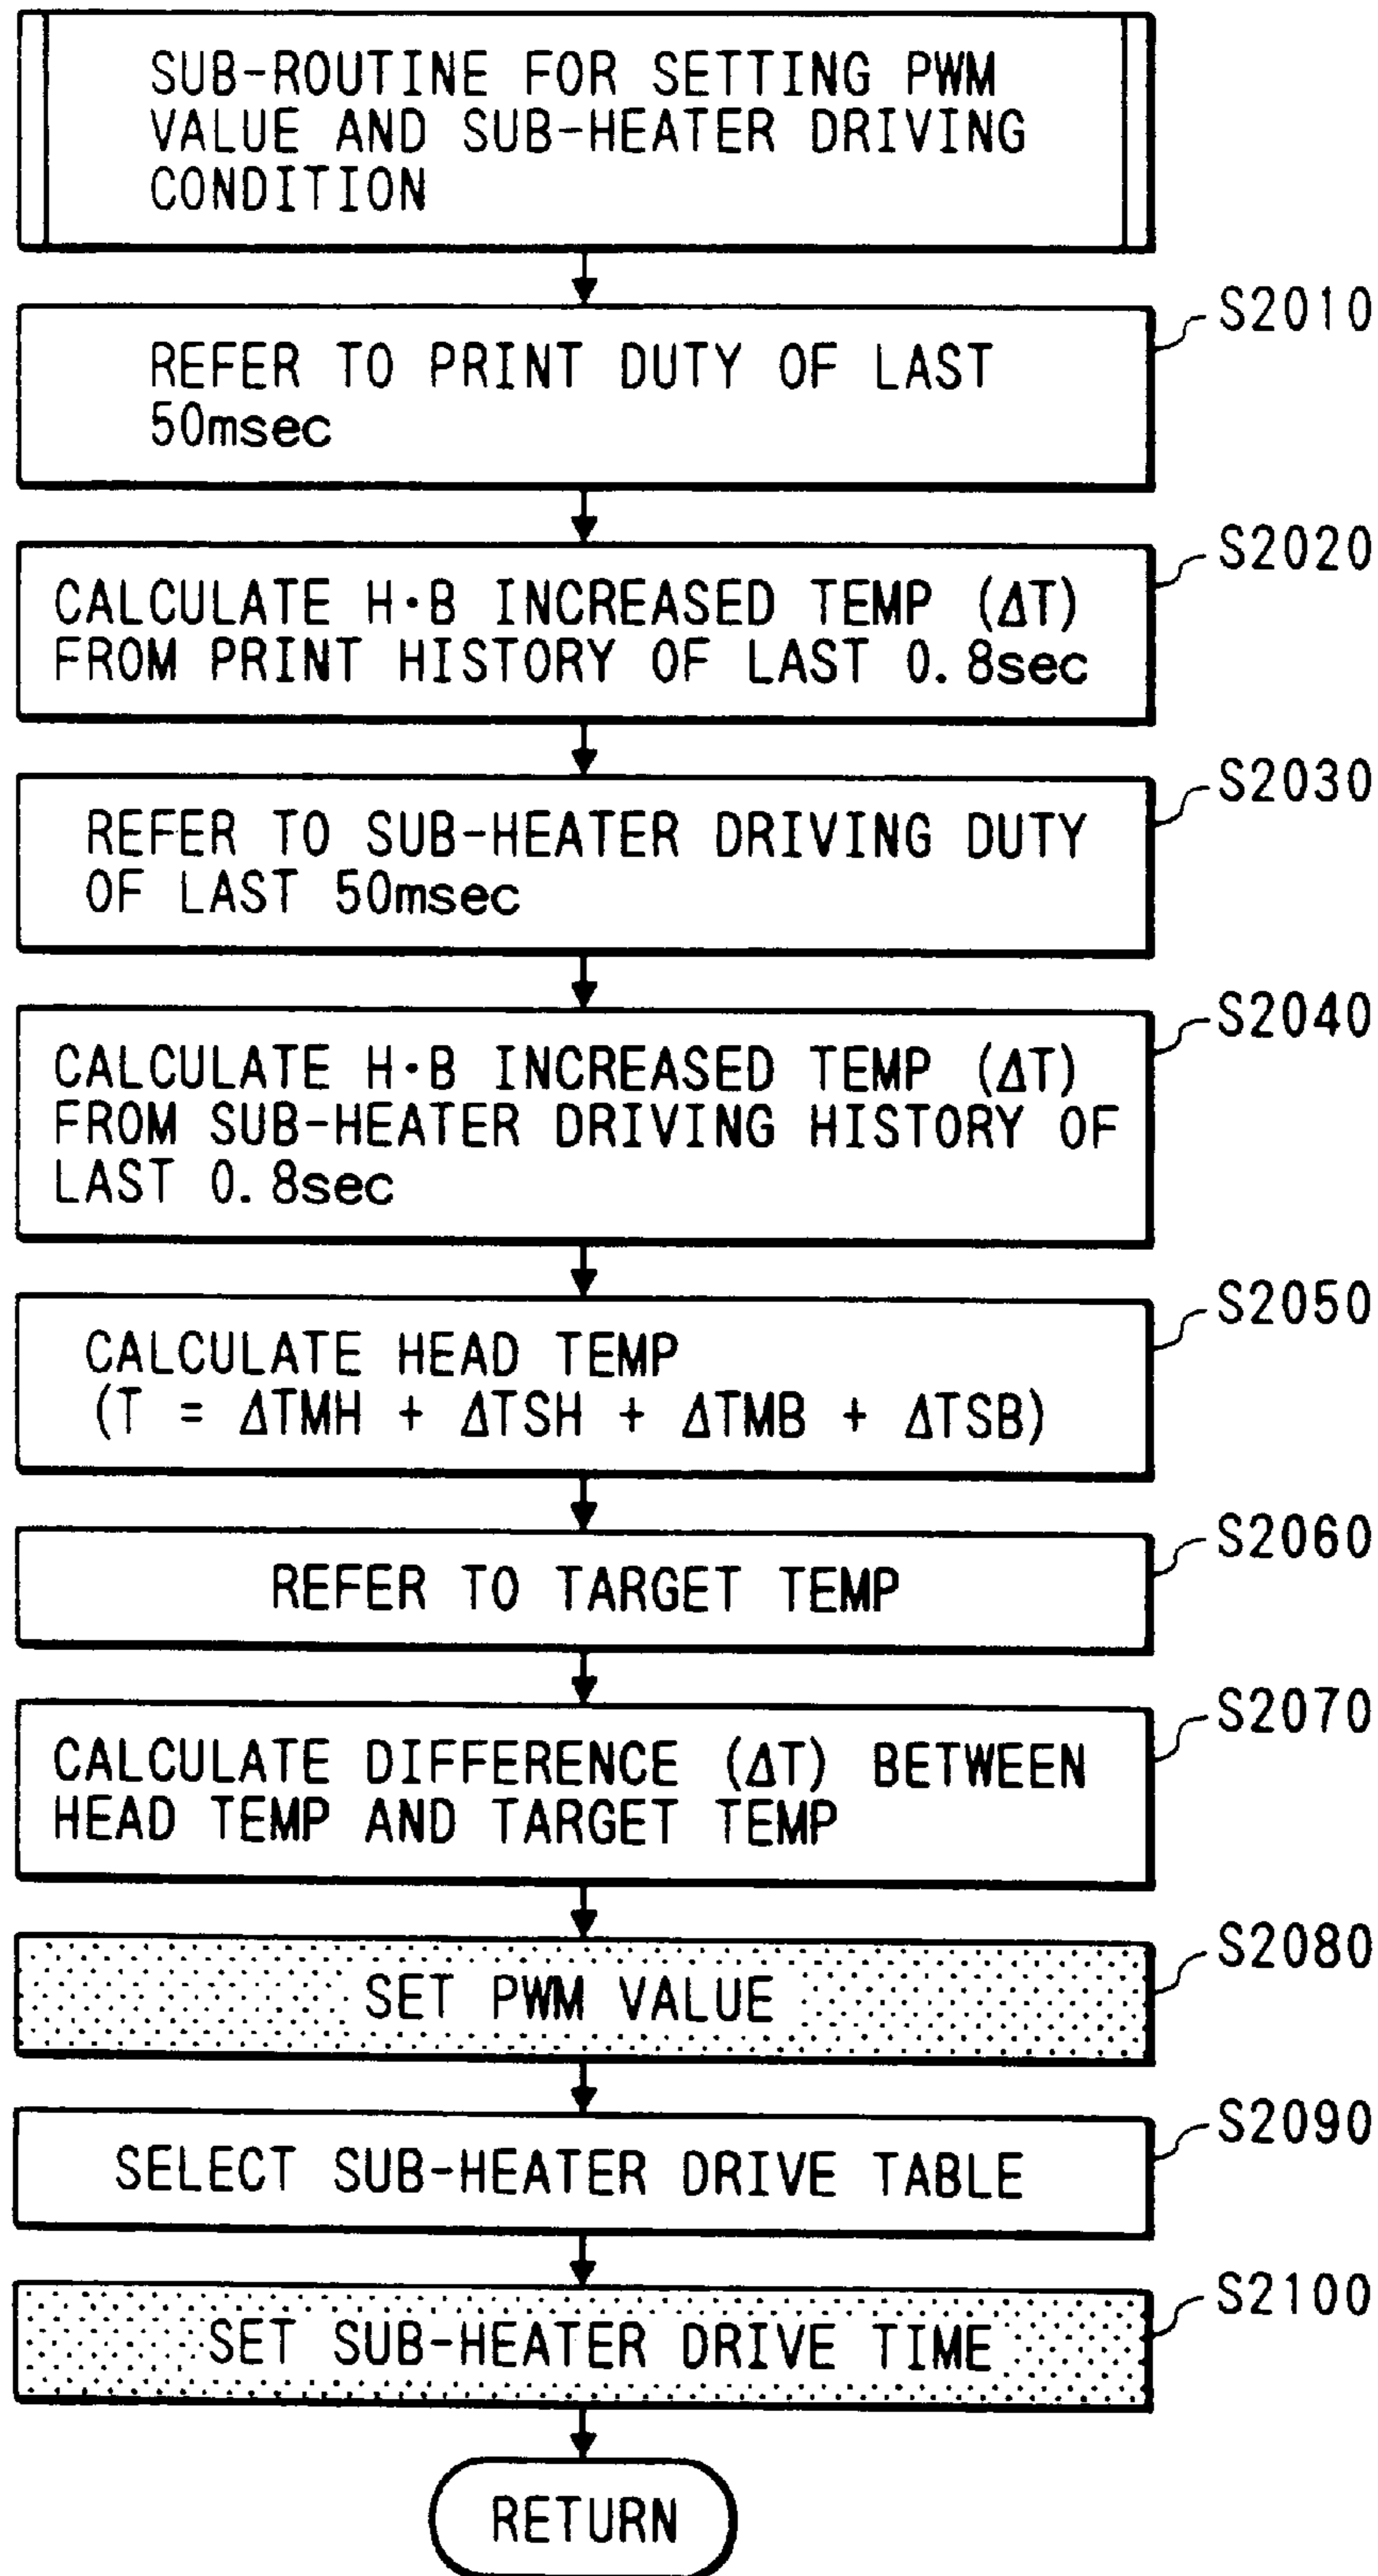 SUB-ROUTINE FOR SETTING PWM
VALUE AND SUB-HEATER DRIVING
CONDITION
S2010
REFER TO PRINT DUTY OF LAST
50msec
S2020
CALCULATE H·B INCREASED TEMP (ΔT)
FROM PRINT HISTORY OF LAST 0.8sec
S2030
REFER TO SUB-HEATER DRIVING DUTY
OF LAST 50msec
S2040
CALCULATE H·B INCREASED TEMP (ΔT)
FROM SUB-HEATER DRIVING HISTORY OF
LAST 0.8sec
S2050
CALCULATE HEAD TEMP
(T = ΔTMH + ΔTSH + ΔTMB + ΔTSB)
S2060
REFER TO TARGET TEMP
S2070
CALCULATE DIFFERENCE (ΔT) BETWEEN
HEAD TEMP AND TARGET TEMP
S2080
SET PWM VALUE
S2090
SELECT SUB-HEATER DRIVE TABLE
S2100
SET SUB-HEATER DRIVE TIME
RETURN